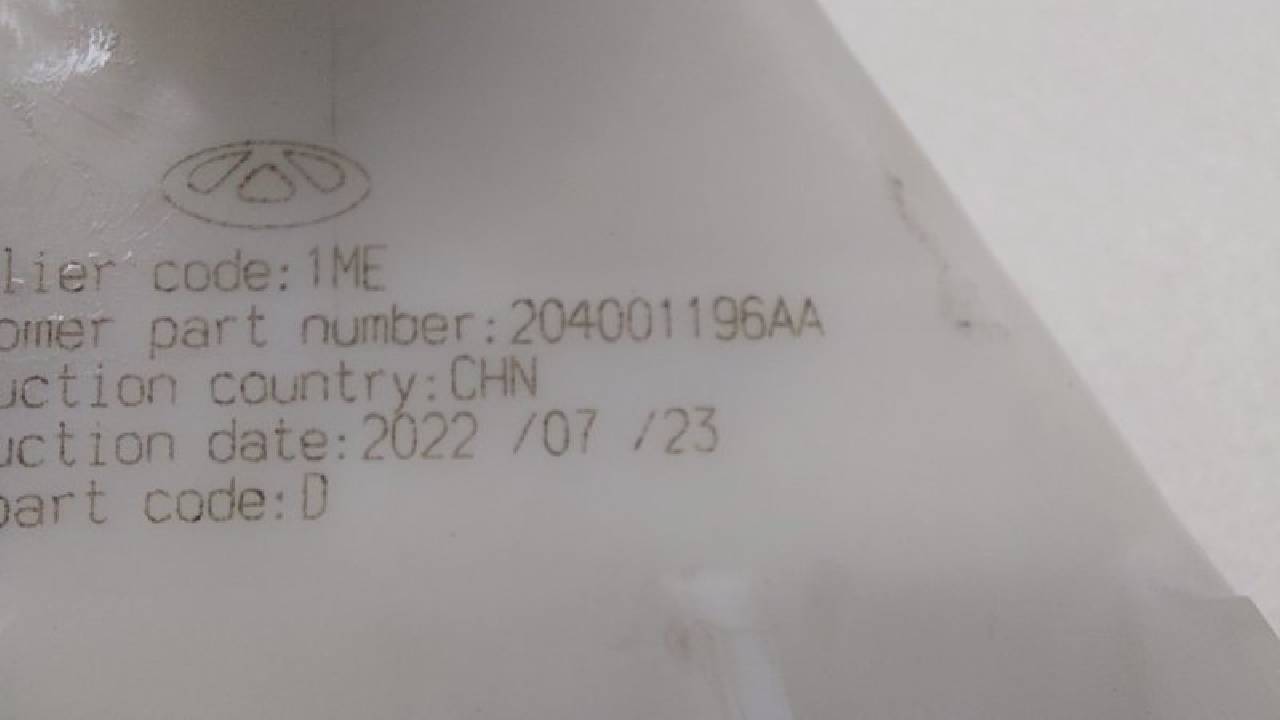 lier code:1ME
omer part number:204001196AA
uction country:CHN
uction date:2022 /07 /23
part code:D